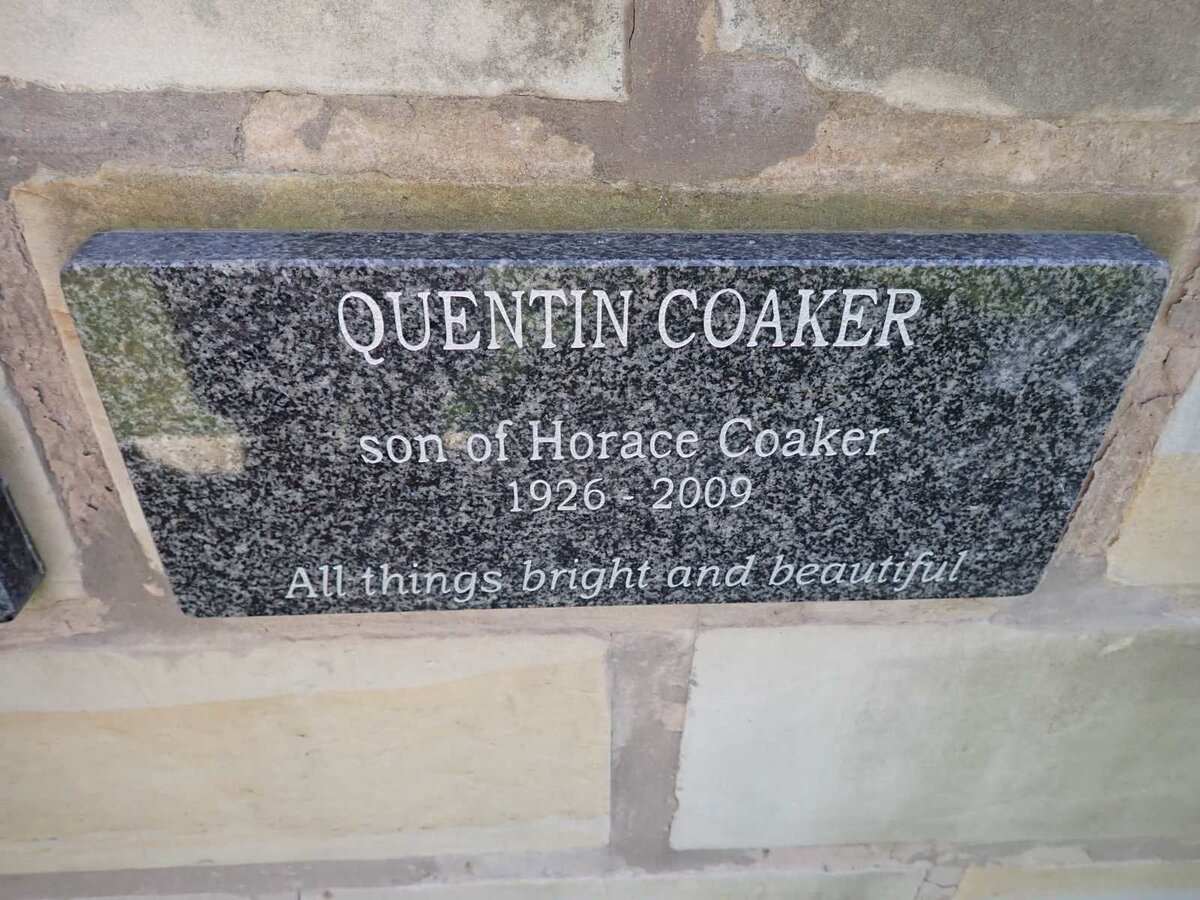 QUENTIN COAKER
son of Horace Coaker
1926 - 2009
All things bright and beautiful